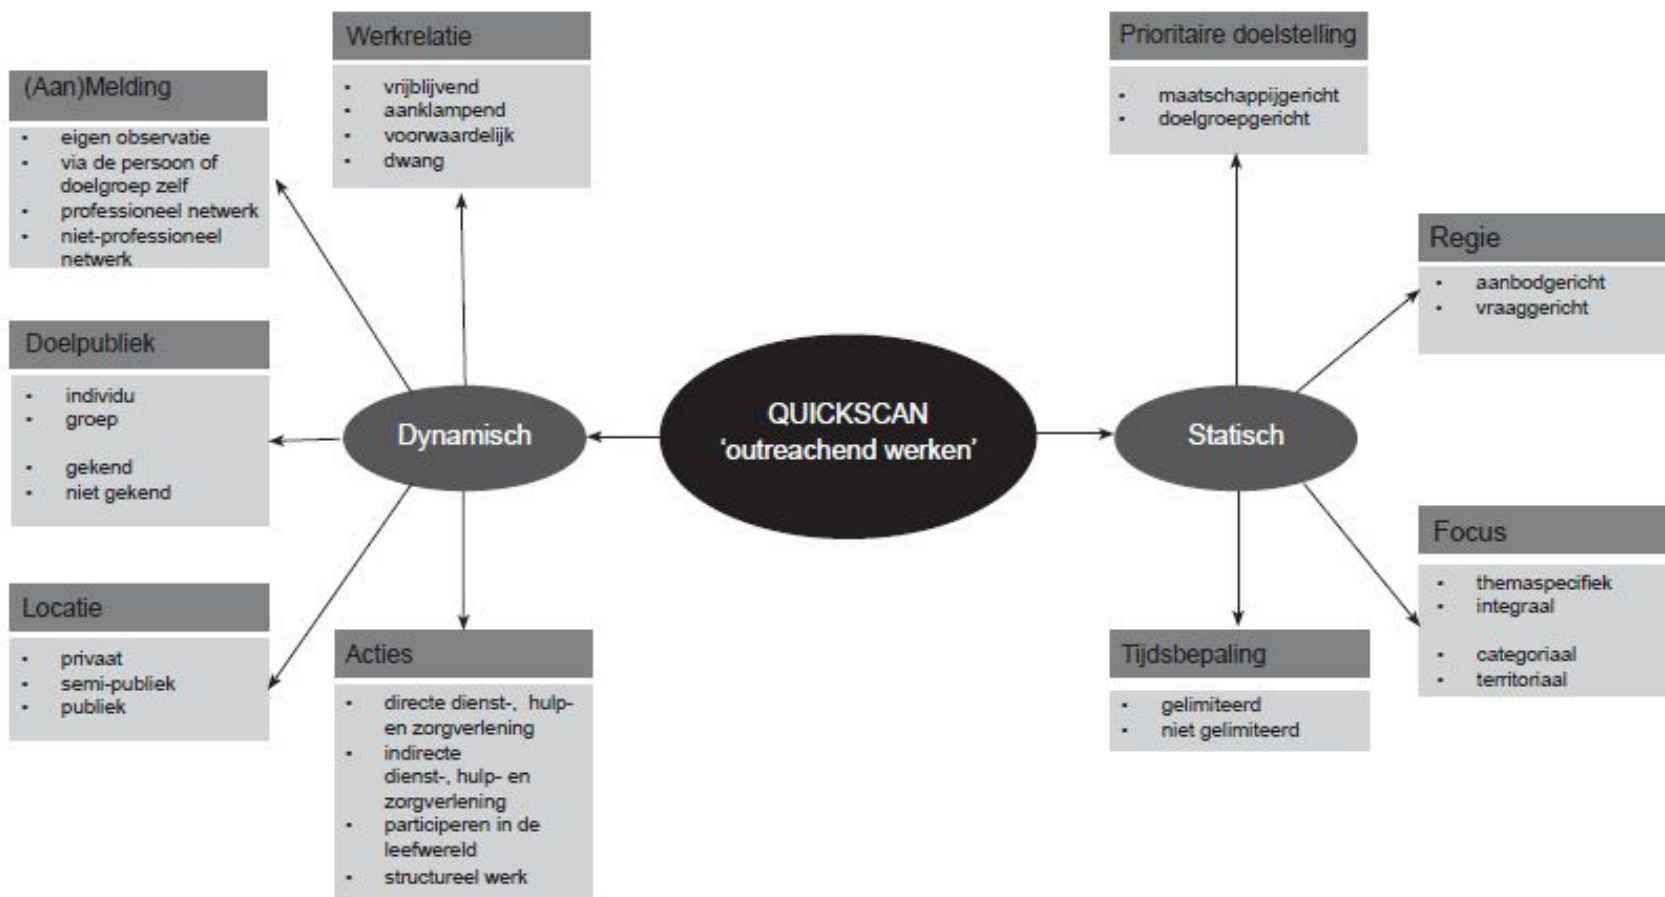 Werkrelatie
vrijblijvend
aanklampend
voorwaardelijk
dwang
(Aan)Melding
eigen observatie
via de persoon of
doelgroep zelf
professioneel netwerk
niet-professioneel
netwerk
Doelpubliek
individu
groep
gekend
niet gekend
Locatie
privaat
semi-publiek
publiek
Acties
directe dienst-, hulp-
en zorgverlening
indirecte
dienst-, hulp- en
zorgverlening
participeren in de
leefwereld
structureel werk
Dynamisch
QUICKSCAN
‘outreachend werken’
Statisch
Prioritaire doelstelling
maatschappijgericht
doelgroepgericht
Regie
aanbodgericht
vraaggericht
Focus
themaspecifiek
integraal
categoriaal
territoriaal
Tijdsbepaling
gelimiteerd
niet gelimiteerd